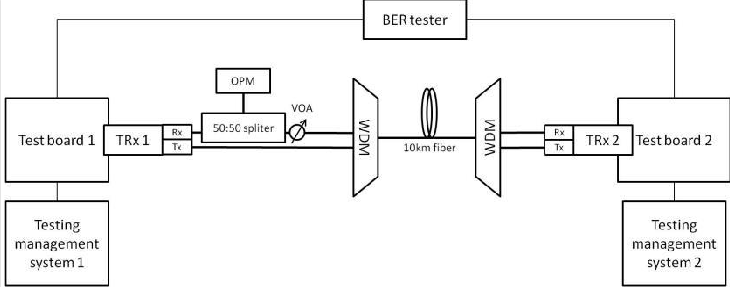 BER tester
OPM
VOA
Test board 1
TRx 1
Rx
Tx
50:50 spliter
WDM
10km fiber
WDM
Rx
Tx
TRx 2
Test board 2
Testing
management
system 1
Testing
management
system 2